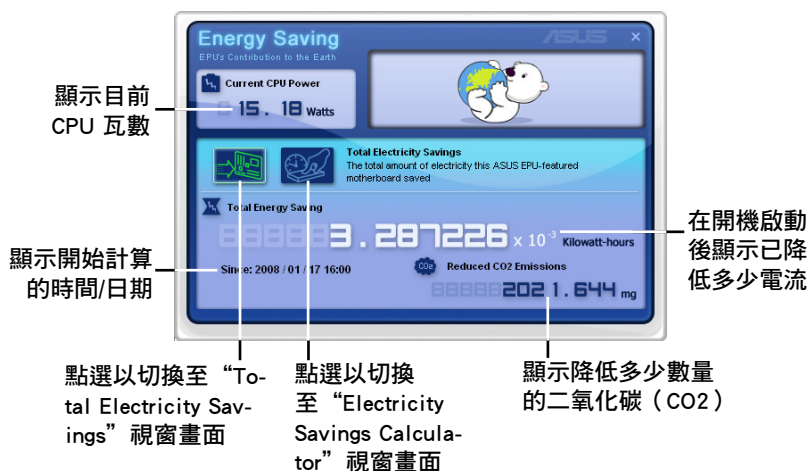 Energy Saving
ASUS
EPU's Contribution to the Earth
Current CPU Power
15. 18 Watts
Total Electricity Savings
The total amount of electricity this ASUS EPU-featured
motherboard saved
Total Energy Saving
3.287226 x 10⁻³ Kilowatt-hours
Since: 2008 / 01 / 17 16:00
CO2
Reduced CO2 Emissions
2021.644 mg
顯示目前
CPU 瓦數
顯示開始計算
的時間/日期
在開機啟動
後顯示已降
低多少電流
點選以切換至“To-
tal Electricity Sav-
ings”視窗畫面
點選以切換
至“Electricity
Savings Calcula-
tor”視窗畫面
顯示降低多少數量
的二氧化碳（CO2）